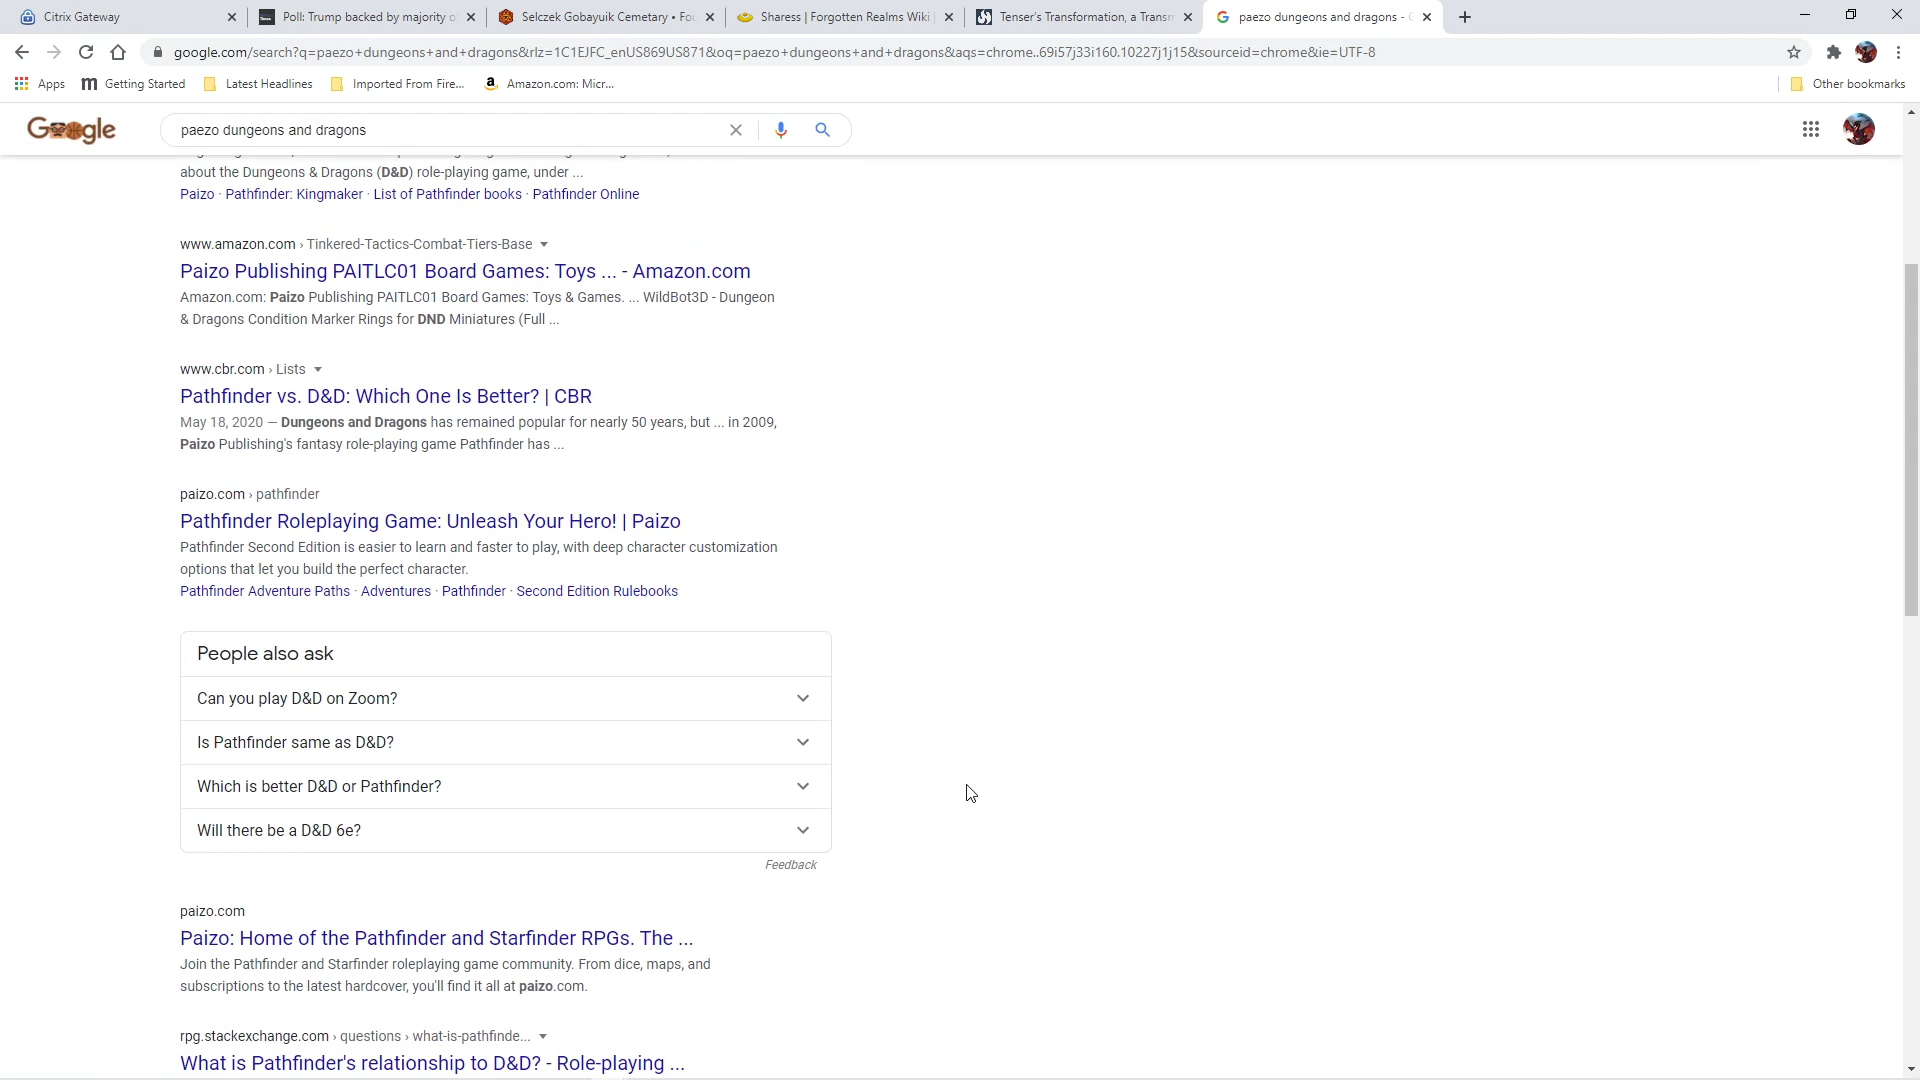 Citrix Gateway
Poll: Trump backed by majority o
Selczek Gobayuik Cemetary • Fou
Sharess | Forgotten Realms Wiki |
Tenser's Transformation, a Transm
paezo dungeons and dragons - G
google.com/search?q=paezo+dungeons+and+dragons&rlz=1C1EJFC_enUS869US871&oq=paezo+dungeons+and+dragons&aqs=chrome..69i57j33i160.10227j1j15&sourceid=chrome&ie=UTF-8
Apps
Getting Started
Latest Headlines
Imported From Fire...
Amazon.com: Micr...
Other bookmarks
Google
paezo dungeons and dragons
about the Dungeons & Dragons (D&D) role-playing game, under ...
Paizo · Pathfinder: Kingmaker · List of Pathfinder books · Pathfinder Online
www.amazon.com › Tinkered-Tactics-Combat-Tiers-Base
Paizo Publishing PAITLC01 Board Games: Toys ... - Amazon.com
Amazon.com: Paizo Publishing PAITLC01 Board Games: Toys & Games. ... WildBot3D - Dungeon
& Dragons Condition Marker Rings for DND Miniatures (Full ...
www.cbr.com › Lists
Pathfinder vs. D&D: Which One Is Better? | CBR
May 18, 2020 — Dungeons and Dragons has remained popular for nearly 50 years, but ... in 2009,
Paizo Publishing's fantasy role-playing game Pathfinder has ...
paizo.com › pathfinder
Pathfinder Roleplaying Game: Unleash Your Hero! | Paizo
Pathfinder Second Edition is easier to learn and faster to play, with deep character customization
options that let you build the perfect character.
Pathfinder Adventure Paths · Adventures · Pathfinder · Second Edition Rulebooks
People also ask
Can you play D&D on Zoom?
Is Pathfinder same as D&D?
Which is better D&D or Pathfinder?
Will there be a D&D 6e?
Feedback
paizo.com
Paizo: Home of the Pathfinder and Starfinder RPGs. The ...
Join the Pathfinder and Starfinder roleplaying game community. From dice, maps, and
subscriptions to the latest hardcover, you'll find it all at paizo.com.
rpg.stackexchange.com › questions › what-is-pathfinde...
What is Pathfinder's relationship to D&D? - Role-playing ...